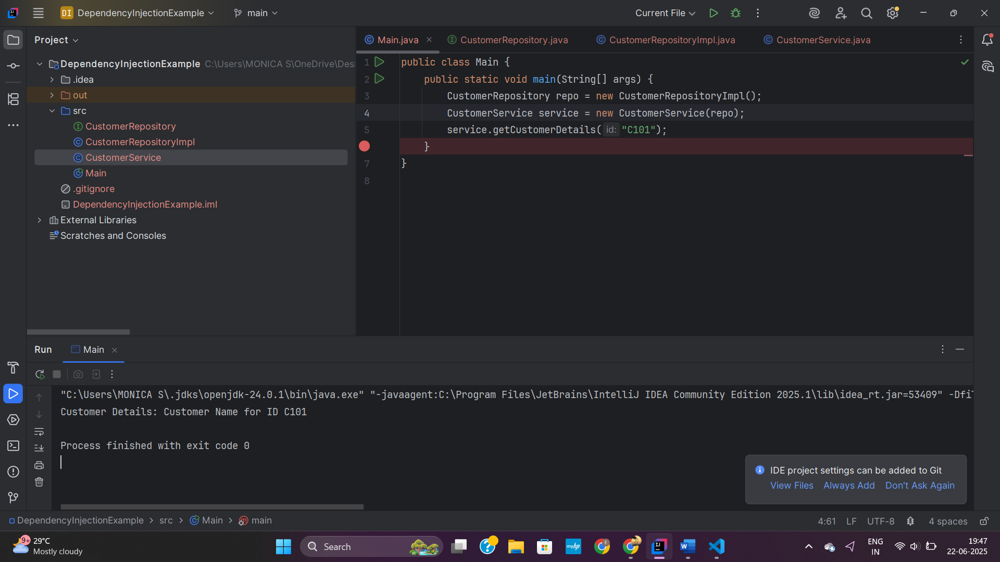 DI DependencyInjectionExample main Current File
Project
Main.java CustomerRepository.java CustomerRepositoryImpl.java CustomerService.java
DependencyInjectionExample C:\Users\MONICA S\OneDrive\Des
.idea
out
src
CustomerRepository
CustomerRepositoryImpl
CustomerService
Main
.gitignore
DependencyInjectionExample.iml
External Libraries
Scratches and Consoles
1 public class Main {
2 public static void main(String[] args) {
3 CustomerRepository repo = new CustomerRepositoryImpl();
4 CustomerService service = new CustomerService(repo);
5 service.getCustomerDetails( id: "C101");
}
7 }
8
Run Main
"C:\Users\MONICA S\.jdks\openjdk-24.0.1\bin\java.exe" "-javaagent:C:\Program Files\JetBrains\IntelliJ IDEA Community Edition 2025.1\lib\idea_rt.jar=53409" -Dfi
Customer Details: Customer Name for ID C101
Process finished with exit code 0
IDE project settings can be added to Git
View Files Always Add Don't Ask Again
DependencyInjectionExample > src > Main > main
4:61 LF UTF-8 4 spaces
9+ 29°C
Mostly cloudy
Search
myhp
ENG
IN
19:47
22-06-2025